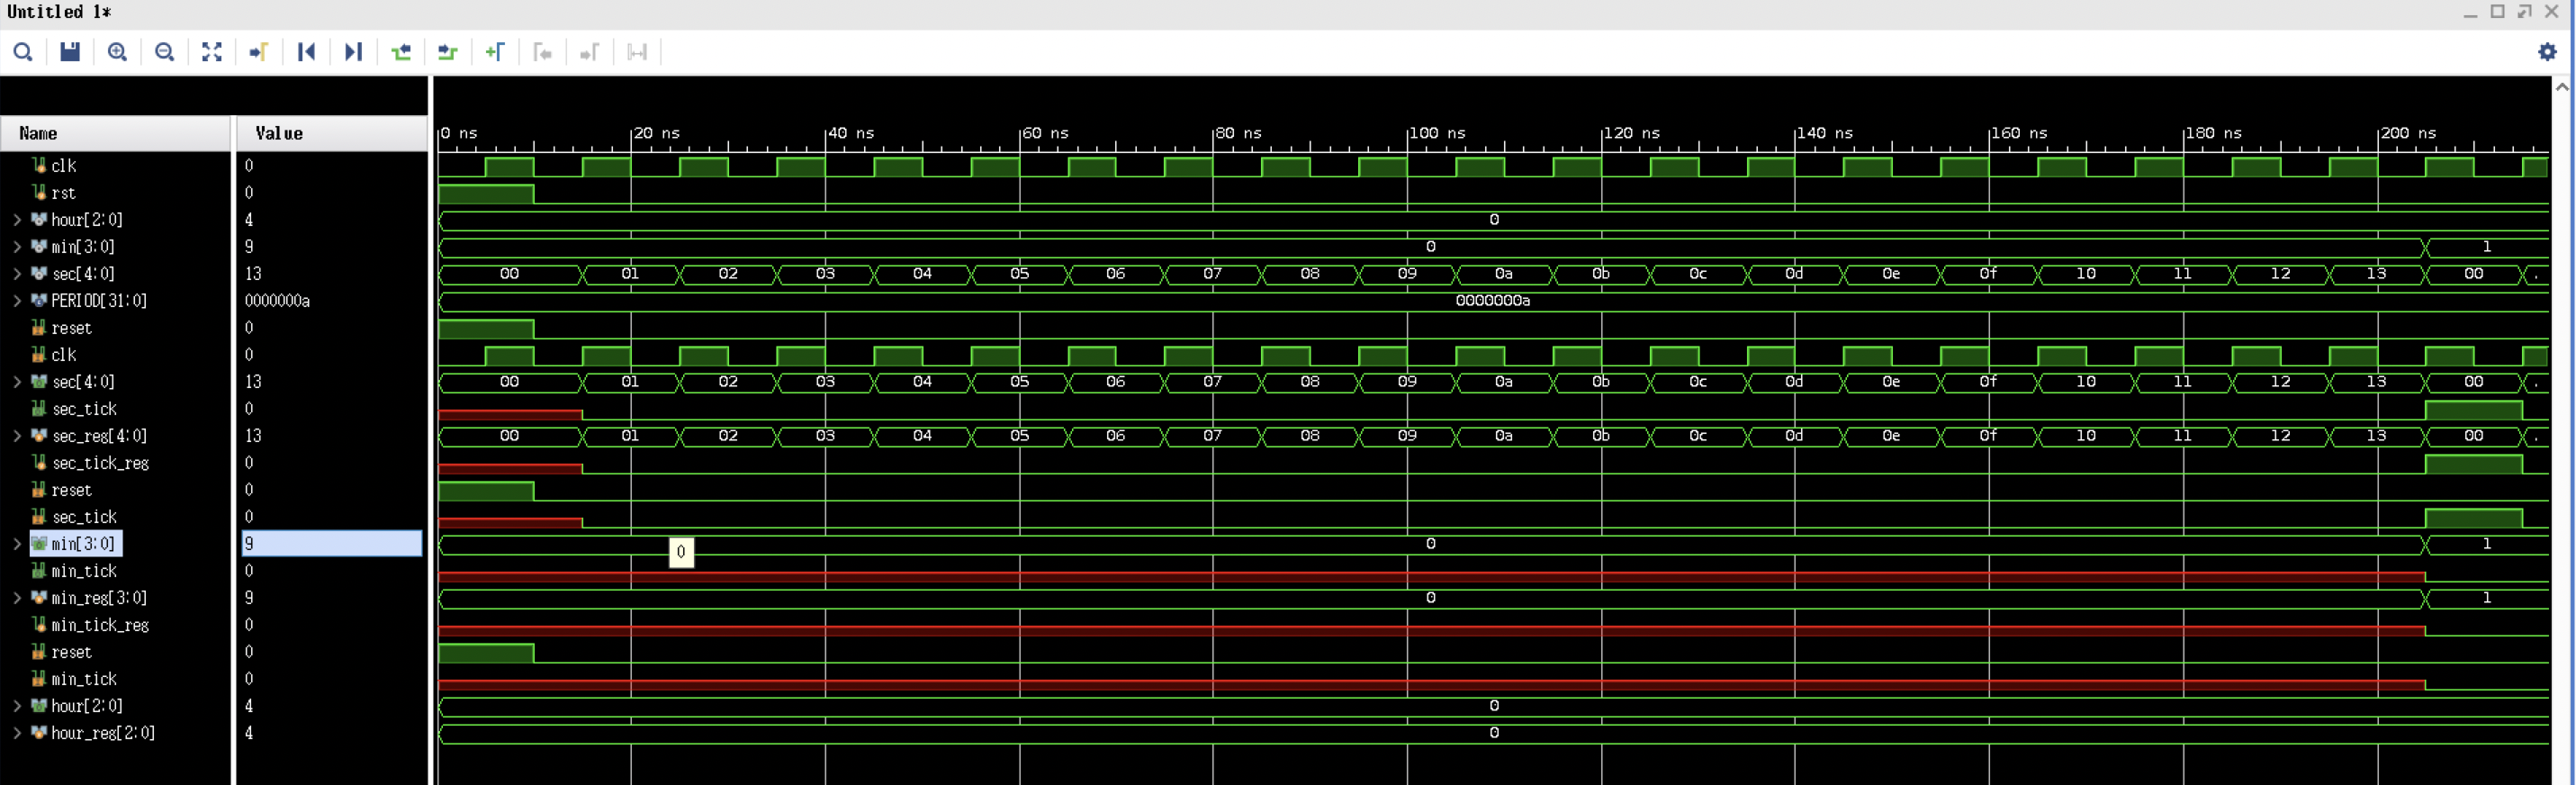 Untitled 1*
Name Value 0 ns 20 ns 40 ns 60 ns 80 ns 100 ns 120 ns 140 ns 160 ns 180 ns 200 ns
clk 0
rst 0
hour[2:0] 4 0
min[3:0] 9 0 1
sec[4:0] 13 00 01 02 03 04 05 06 07 08 09 0a 0b 0c 0d 0e 0f 10 11 12 13 00 .
PERIOD[31:0] 0000000a 0000000a
reset 0
clk 0
sec[4:0] 13 00 01 02 03 04 05 06 07 08 09 0a 0b 0c 0d 0e 0f 10 11 12 13 00 .
sec_tick 0
sec_reg[4:0] 13 00 01 02 03 04 05 06 07 08 09 0a 0b 0c 0d 0e 0f 10 11 12 13 00 .
sec_tick_reg 0
reset 0
sec_tick 0
min[3:0] 9 0 0 1
min_tick 0
min_reg[3:0] 9 0 1
min_tick_reg 0
reset 0
min_tick 0
hour[2:0] 4 0
hour_reg[2:0] 4 0